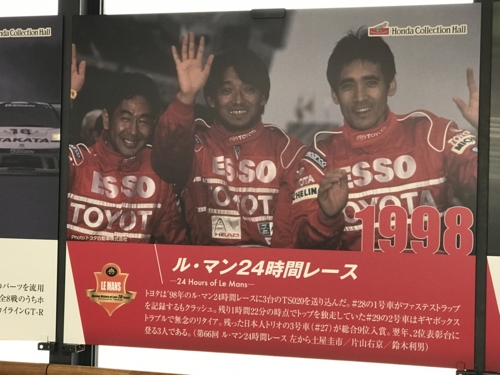 onda Collection Hall
Honda Collection Hall
TAKATA
ESSO
TOYOTA
ESSO
TOYOTA
HEAD
ESSO
TOYOTA
1998
LE MANS
ル・マン24時間レース
—24 Hours of Le Mans—
トヨタは'98年のル・マン24時間レースに3台のTS020を送り込んだ。#28の1号車がファステストラップ
を記録するもクラッシュ。残り1時間22分の時点でトップを快走していた#29の2号車はギヤボックス
トラブルで無念のリタイア。残った日本人トリオの3号車(#27)が総合9位入賞。翌年、2位表彰台に
登る3人である。(第66回 ル・マン24時間レース 左から土屋圭市/片山右京/鈴木利男)
パーツを流用
全8戦のうちホ
カイラインGT-R